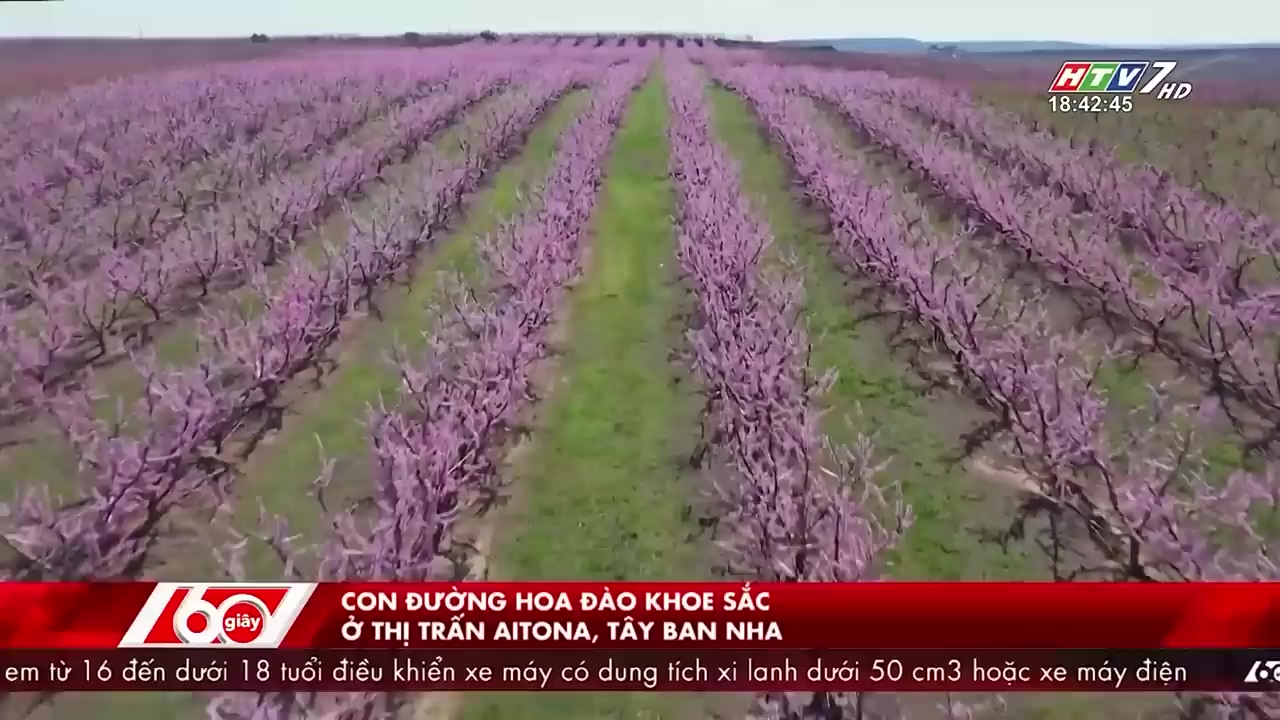 HTV7 HD
18:42:45
60 giây
CON ĐƯỜNG HOA ĐÀO KHOE SẮC
Ở THỊ TRẤN AITONA, TÂY BAN NHA
em từ 16 đến dưới 18 tuổi điều khiển xe máy có dung tích xi lanh dưới 50 cm3 hoặc xe máy điện